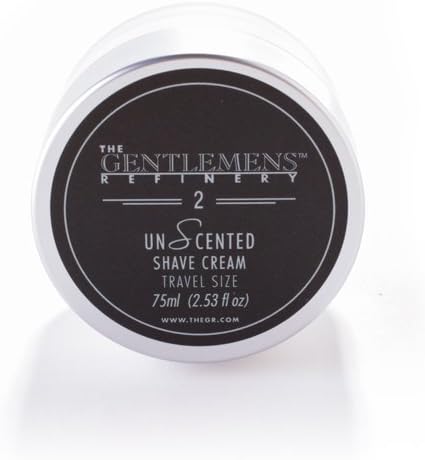 THE
GENTLEMENS™
REFINERY
2
UNSCENTED
SHAVE CREAM
TRAVEL SIZE
75ml (2.53 fl oz)
WWW.THEGR.COM